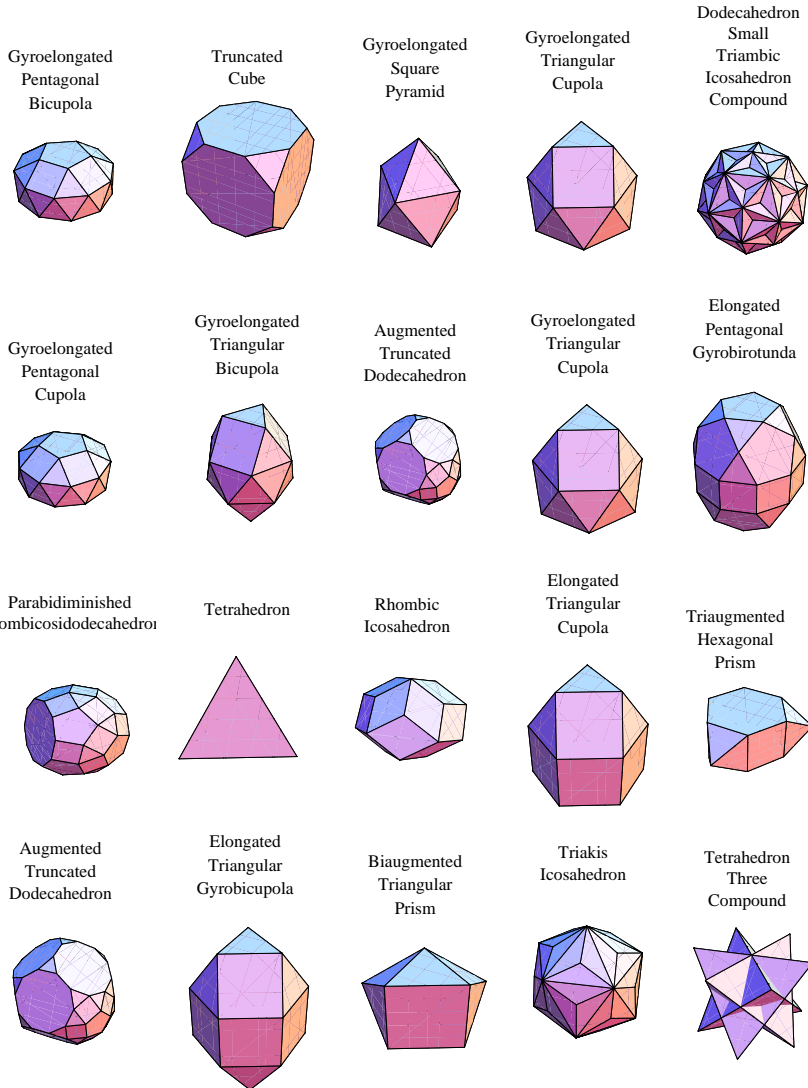 Gyroelongated
Pentagonal
Bicupola
Truncated
Cube
Gyroelongated
Square
Pyramid
Gyroelongated
Triangular
Cupola
Dodecahedron
Small
Triambic
Icosahedron
Compound
Gyroelongated
Pentagonal
Cupola
Gyroelongated
Triangular
Bicupola
Augmented
Truncated
Dodecahedron
Gyroelongated
Triangular
Cupola
Elongated
Pentagonal
Gyrobirotunda
Parabidiminished
ombicosidodecahedron
Tetrahedron
Rhombic
Icosahedron
Elongated
Triangular
Cupola
Triaugmented
Hexagonal
Prism
Augmented
Truncated
Dodecahedron
Elongated
Triangular
Gyrobicupola
Biaugmented
Triangular
Prism
Triakis
Icosahedron
Tetrahedron
Three
Compound